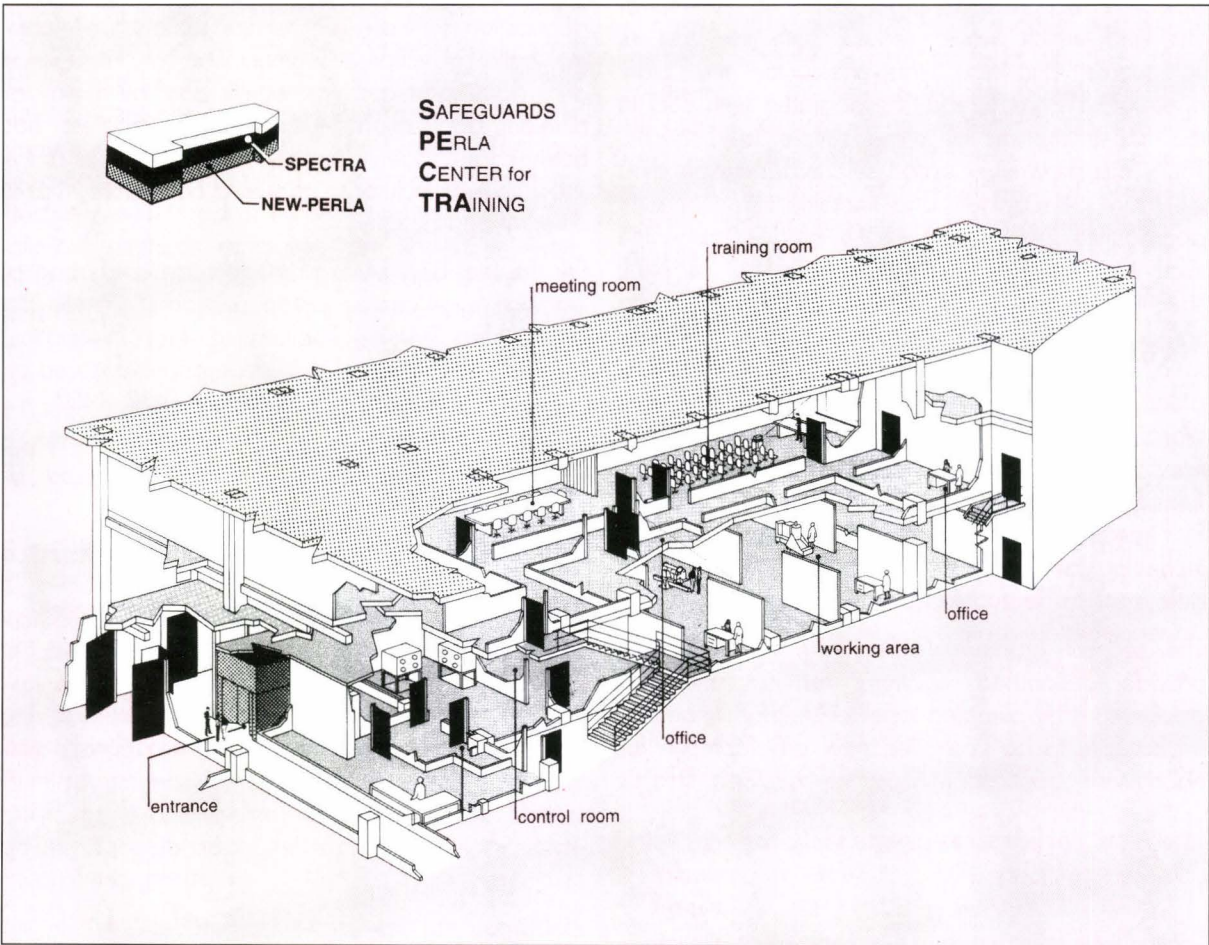 SAFEGUARDS
PERLA
CENTER for
TRAINING
SPECTRA
NEW-PERLA
training room
meeting room
office
working area
office
entrance
control room